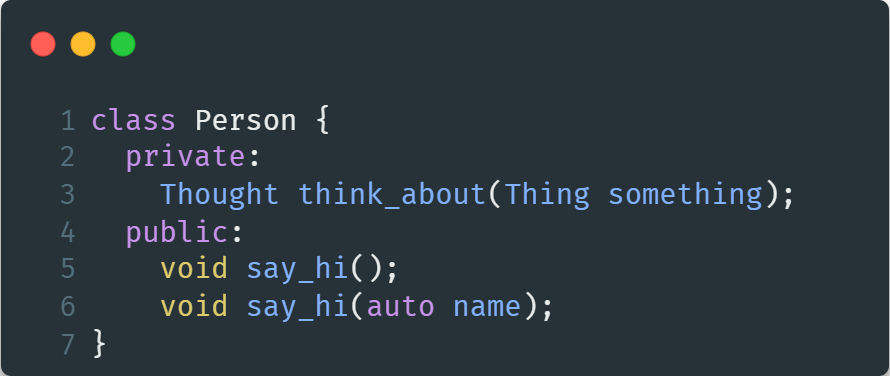 1 class Person {
2 private:
3 Thought think_about(Thing something);
4 public:
5 void say_hi();
6 void say_hi(auto name);
7 }